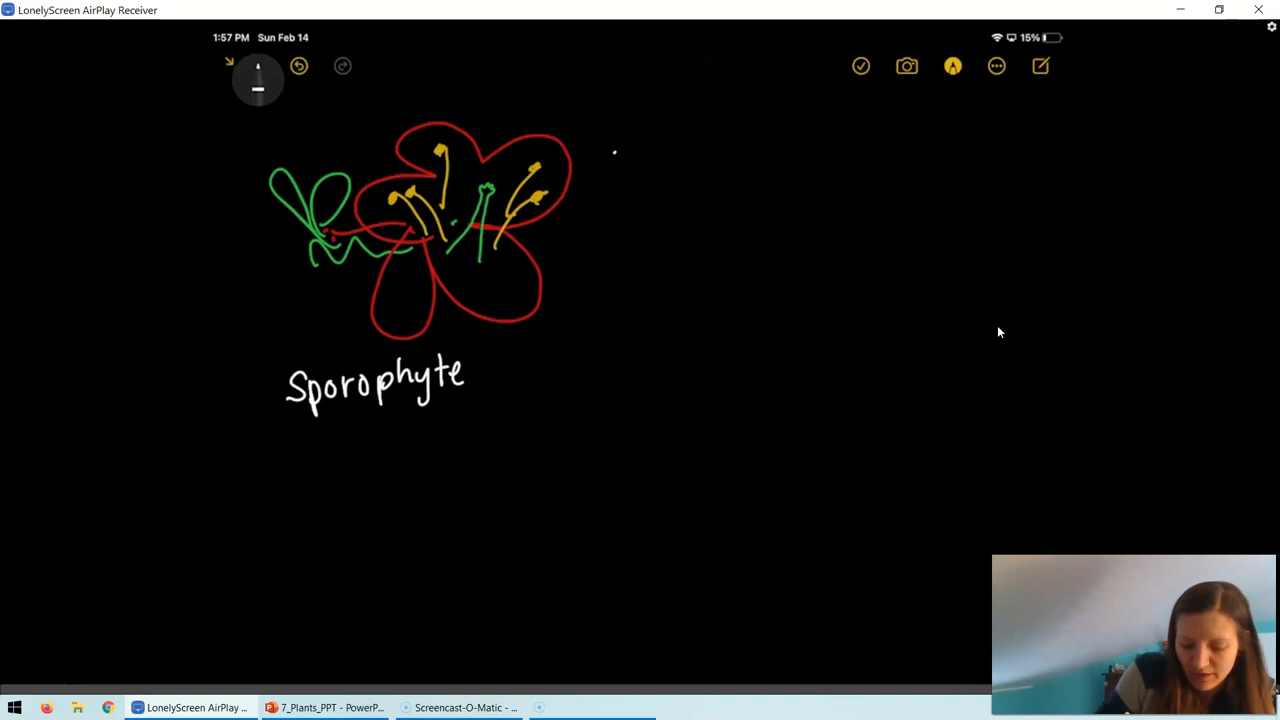 LonelyScreen AirPlay Receiver
1:57 PM Sun Feb 14
15%
Sporophyte
LonelyScreen AirPlay ...
7_Plants_PPT - PowerP...
Screencast-O-Matic - ...